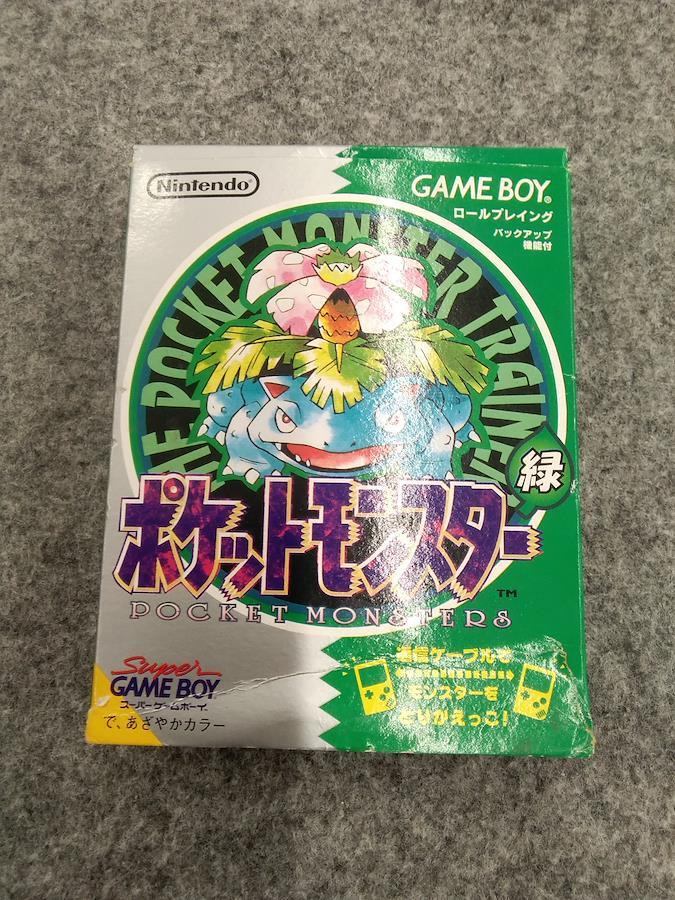 Nintendo
GAME BOY
ロールプレイング
バックアップ
機能付
THE POCKET MONSTER TRAINER
緑
ポケットモンスター
TM
POCKET MONSTERS
Super
GAME BOY
スーパーゲームボーイ
で、あざやかカラー
通信ケーブルで
モンスターを
とりかえっこ!